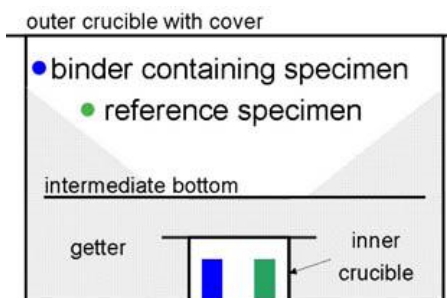 outer crucible with cover
binder containing specimen
reference specimen
intermediate bottom
getter
inner
crucible